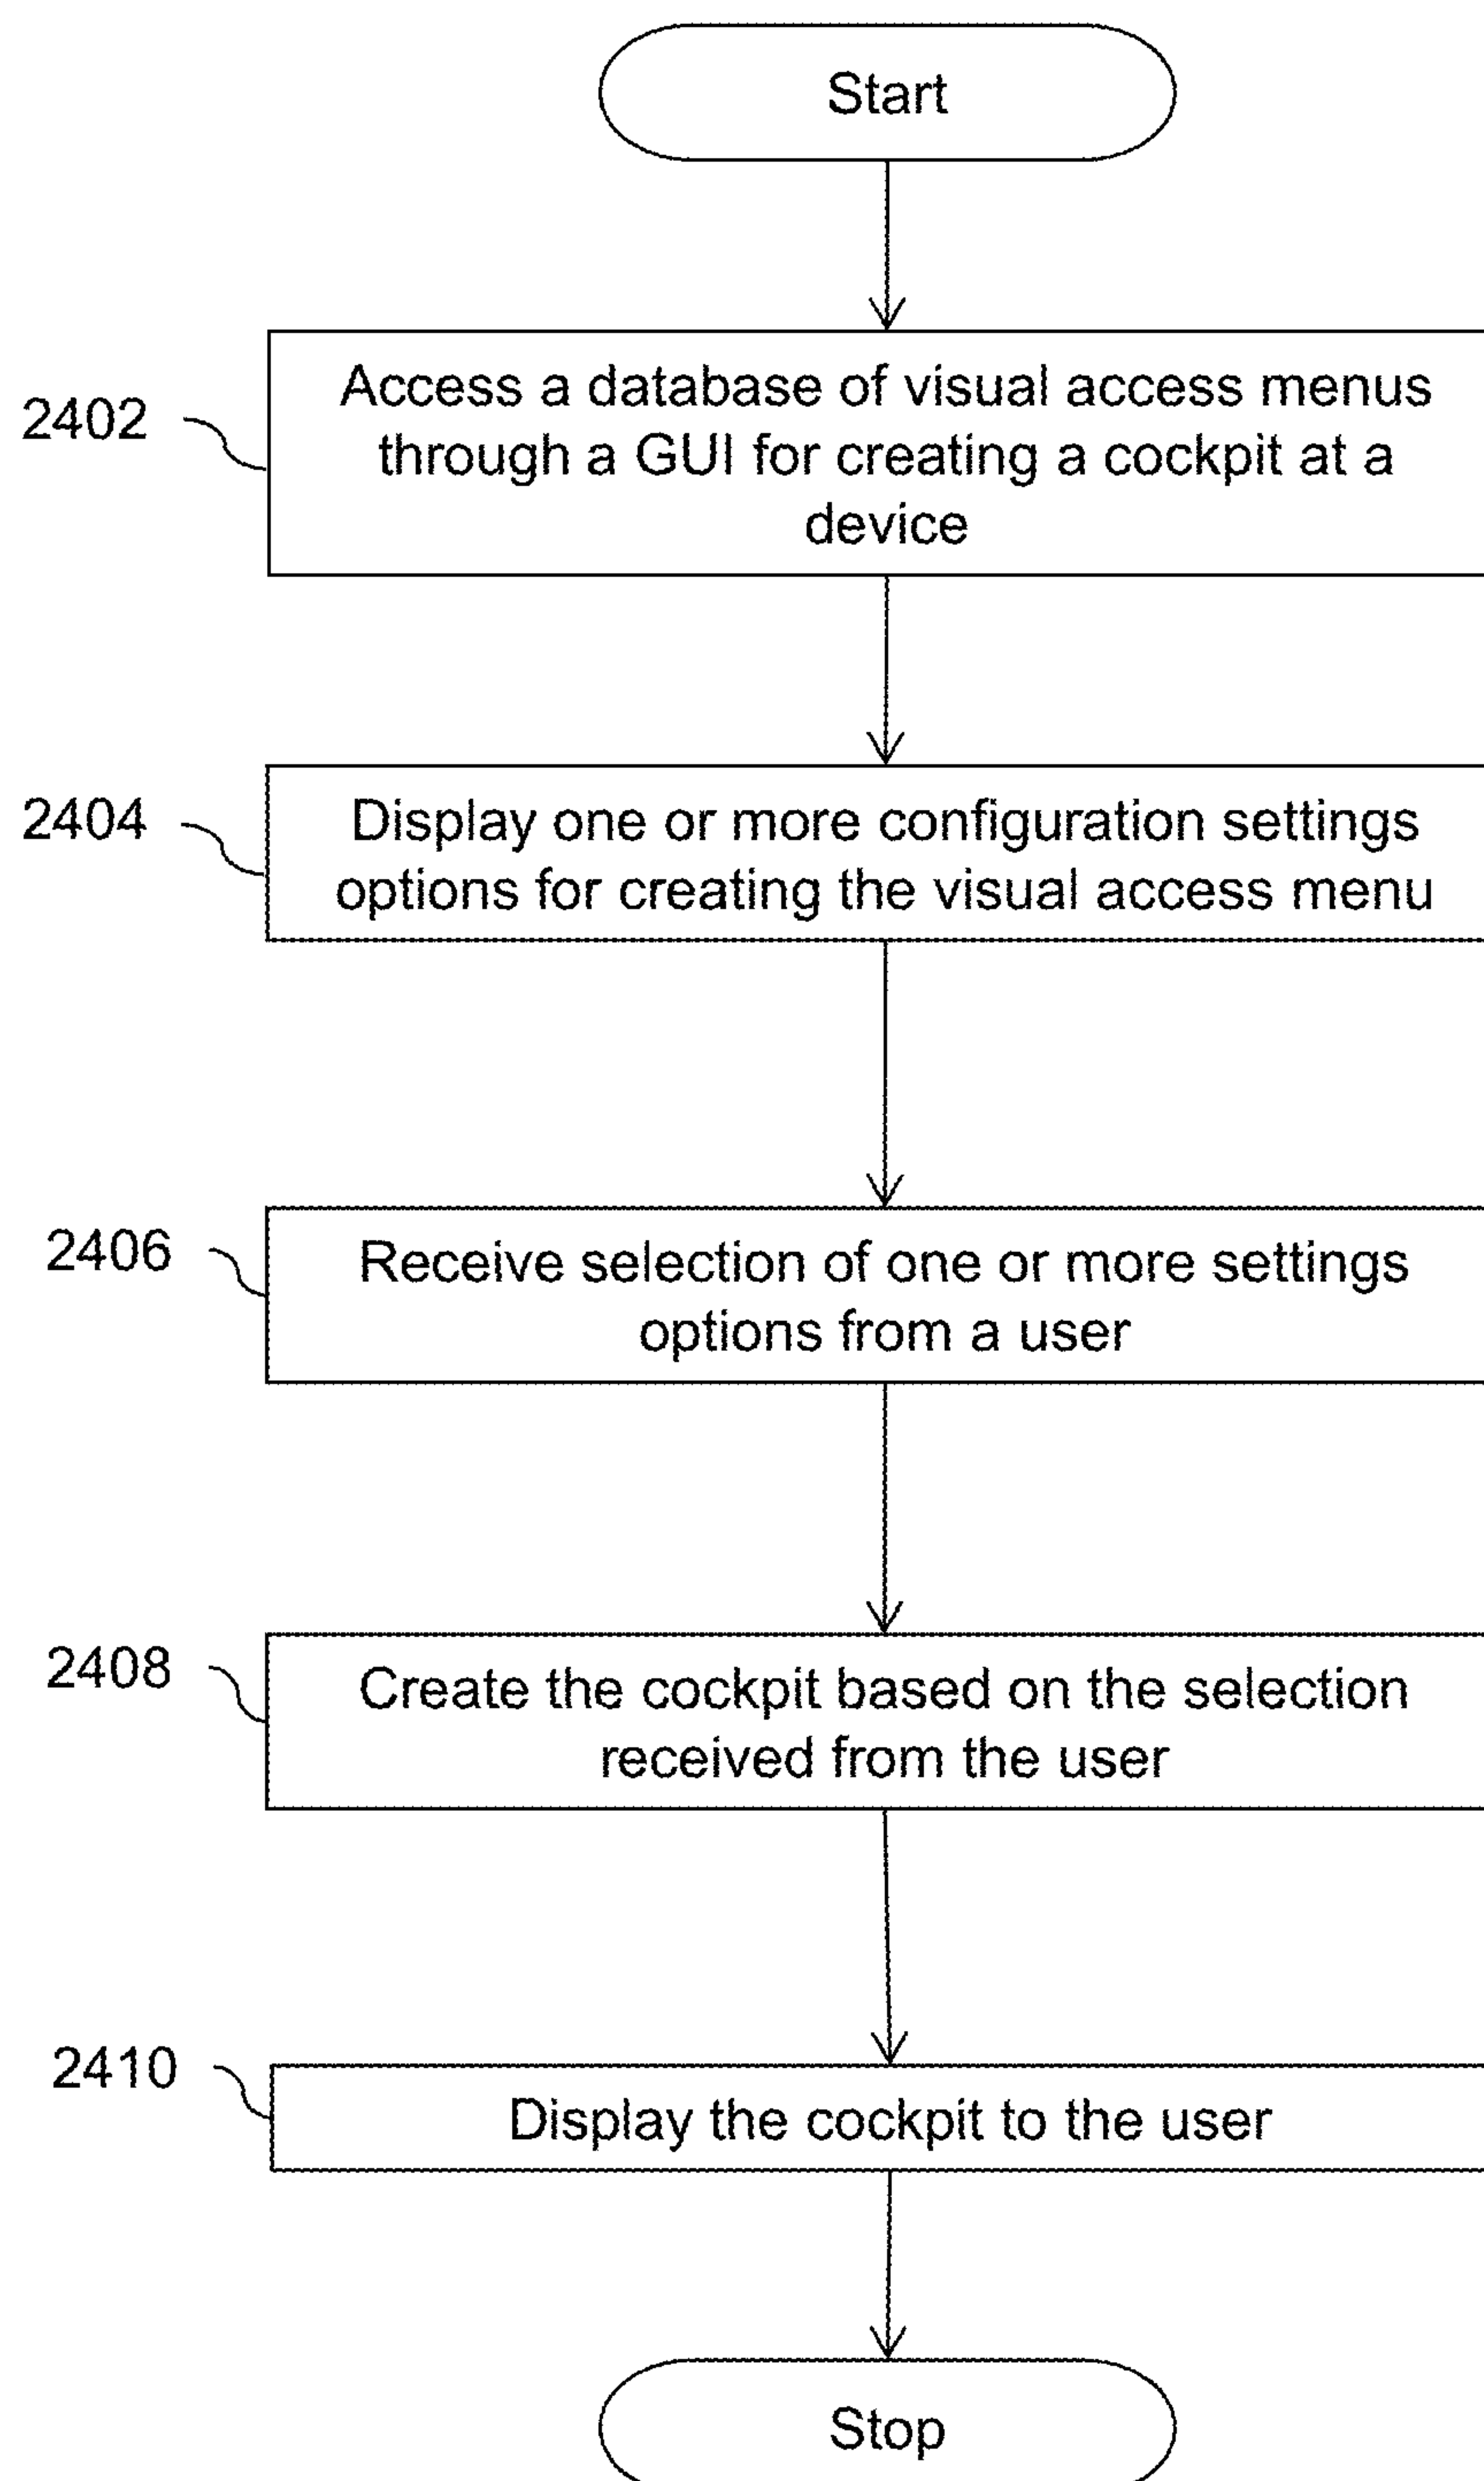 Start
2402
Access a database of visual access menus
through a GUI for creating a cockpit at a
device
2404
Display one or more configuration settings
options for creating the visual access menu
2406
Receive selection of one or more settings
options from a user
2408
Create the cockpit based on the selection
received from the user
2410
Display the cockpit to the user
Stop